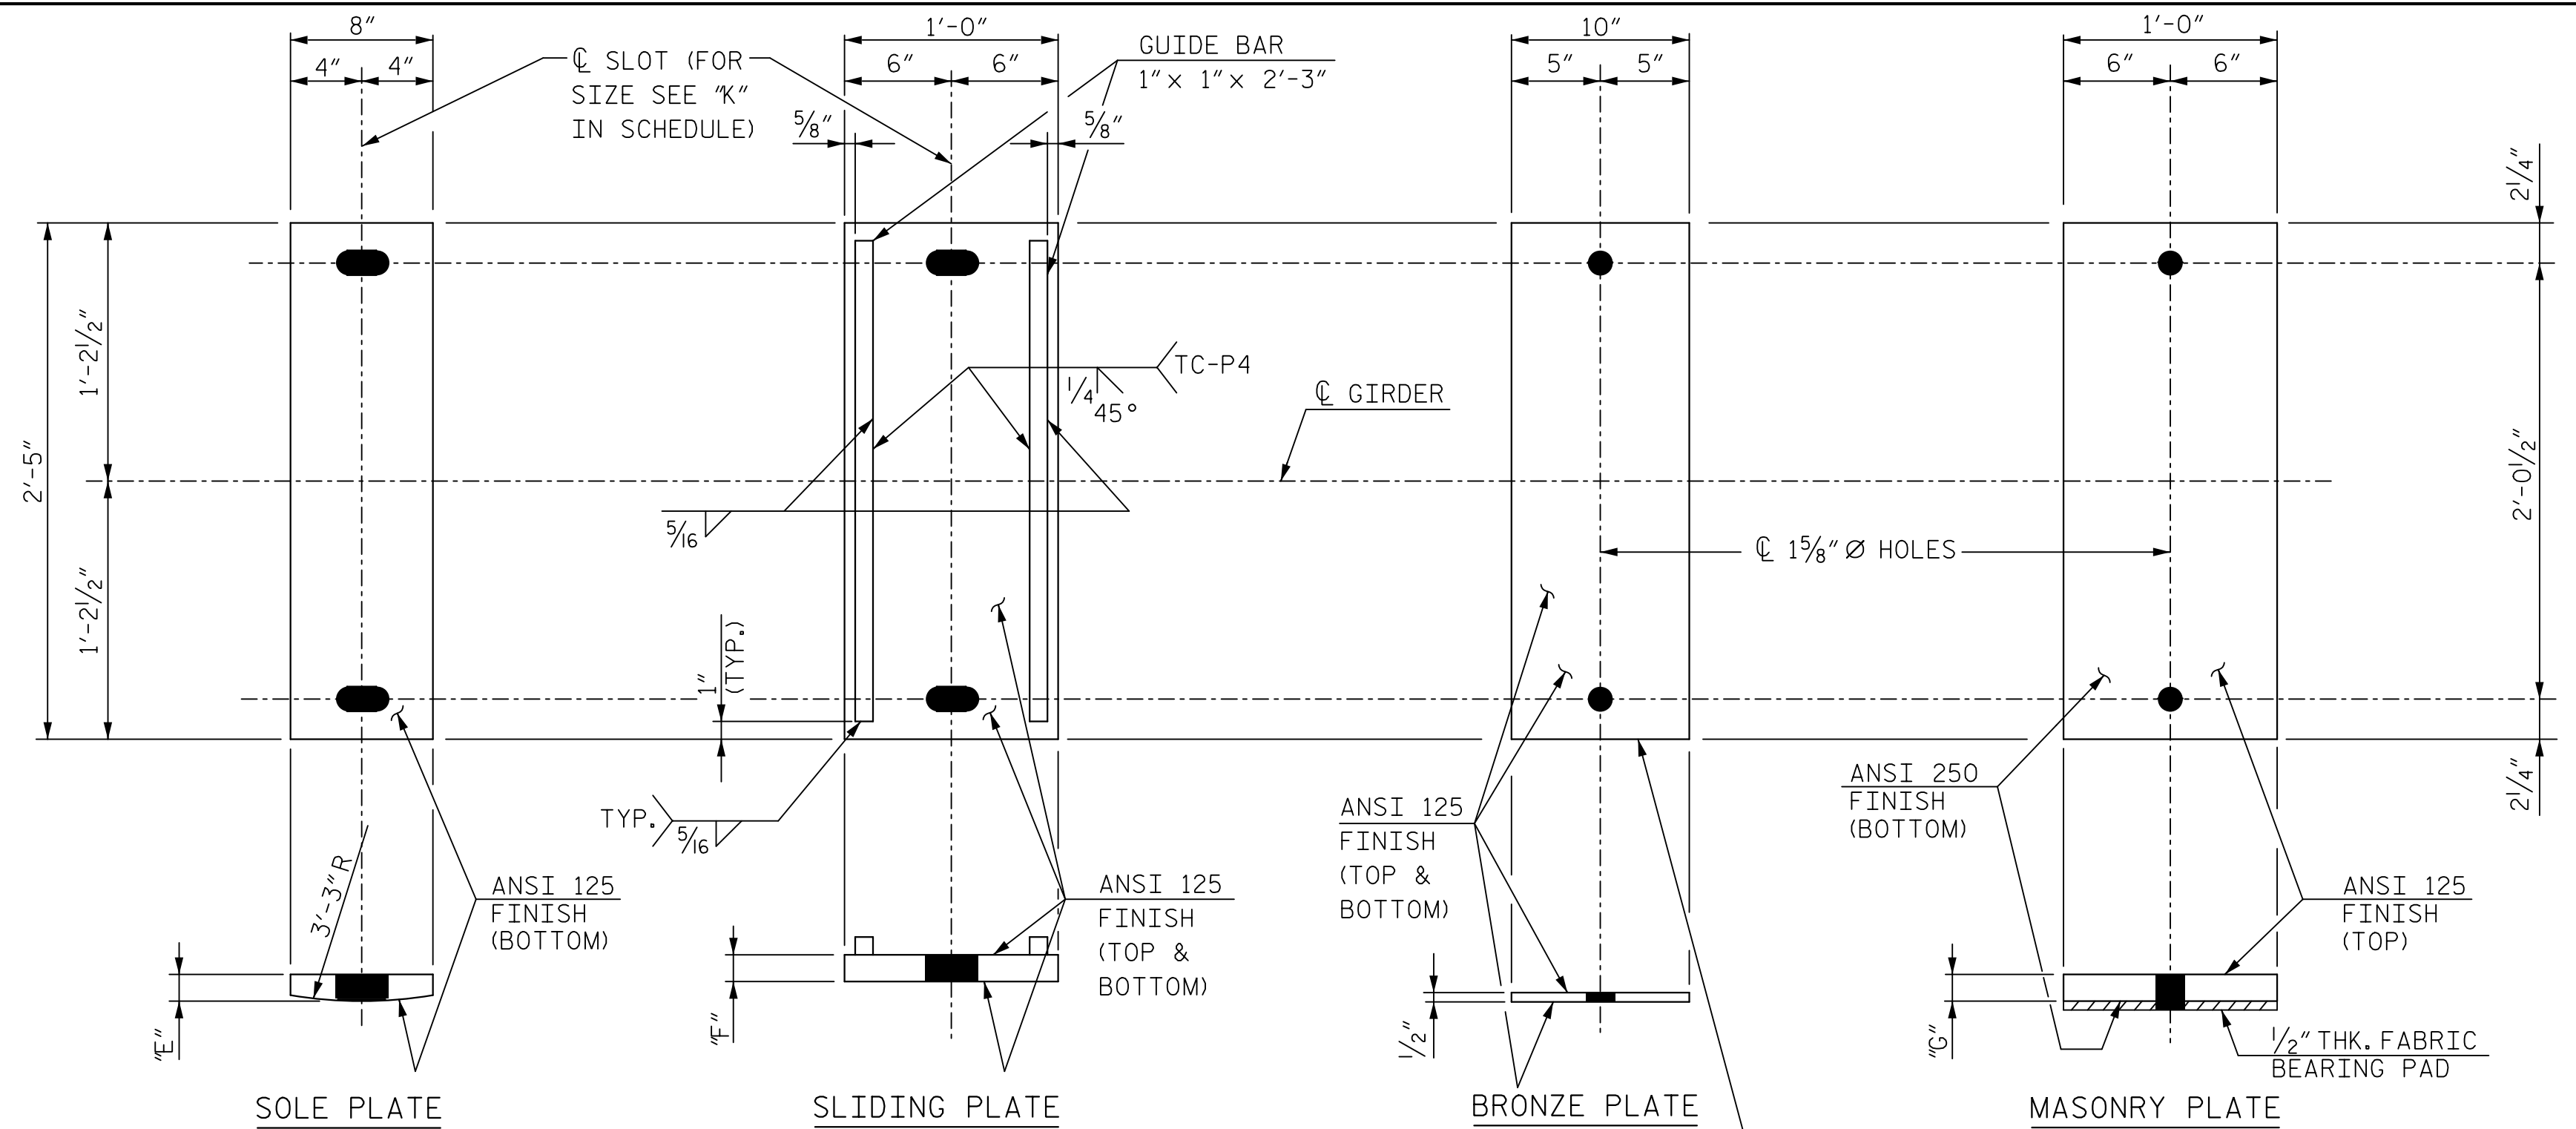 8"
4" 4"
℄ SLOT (FOR
SIZE SEE "K"
IN SCHEDULE)
2'-5"
1'-2 1/2"
1'-2 1/2"
3'-3" R
"E"
ANSI 125
FINISH
(BOTTOM)
SOLE PLATE
1'-0"
6" 6"
5/8" 5/8"
GUIDE BAR
1" x 1" x 2'-3"
TC-P4
1/4
45°
5/16
1"
(TYP.)
TYP.
5/16
"F"
ANSI 125
FINISH
(TOP &
BOTTOM)
SLIDING PLATE
℄ GIRDER
10"
5" 5"
℄ 1 5/8" Ø HOLES
ANSI 125
FINISH
(TOP &
BOTTOM)
1/2"
BRONZE PLATE
1'-0"
6" 6"
2 1/4"
2'-0 1/2"
2 1/4"
ANSI 250
FINISH
(BOTTOM)
ANSI 125
FINISH
(TOP)
"G"
1/2" THK. FABRIC
BEARING PAD
MASONRY PLATE